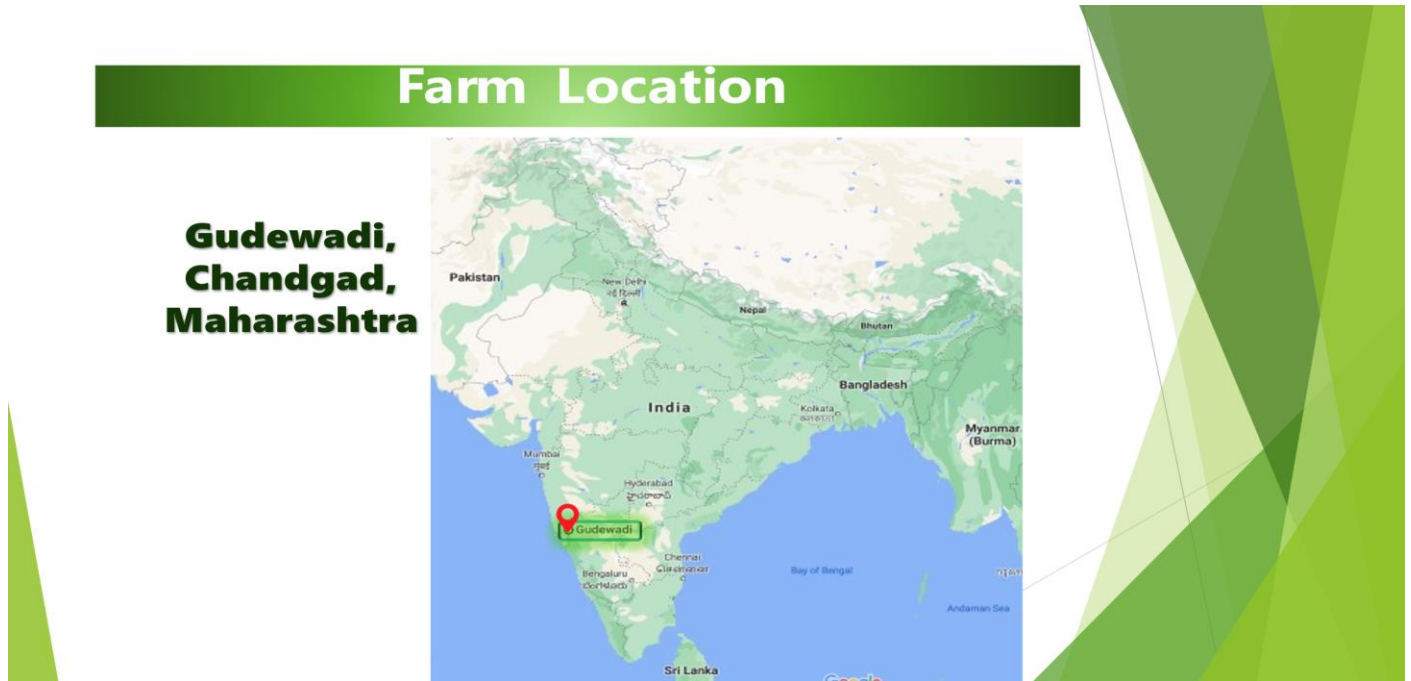 Farm Location
Gudewadi,
Chandgad,
Maharashtra
Pakistan
New Delhi
नई दिल्ली
Nepal
Bhutan
Bangladesh
India
Kolkata
Myanmar
(Burma)
Mumbai
मुंबई
Hyderabad
Gudewadi
Chennai
Bengaluru
Bay of Bengal
Andaman Sea
Sri Lanka
Google